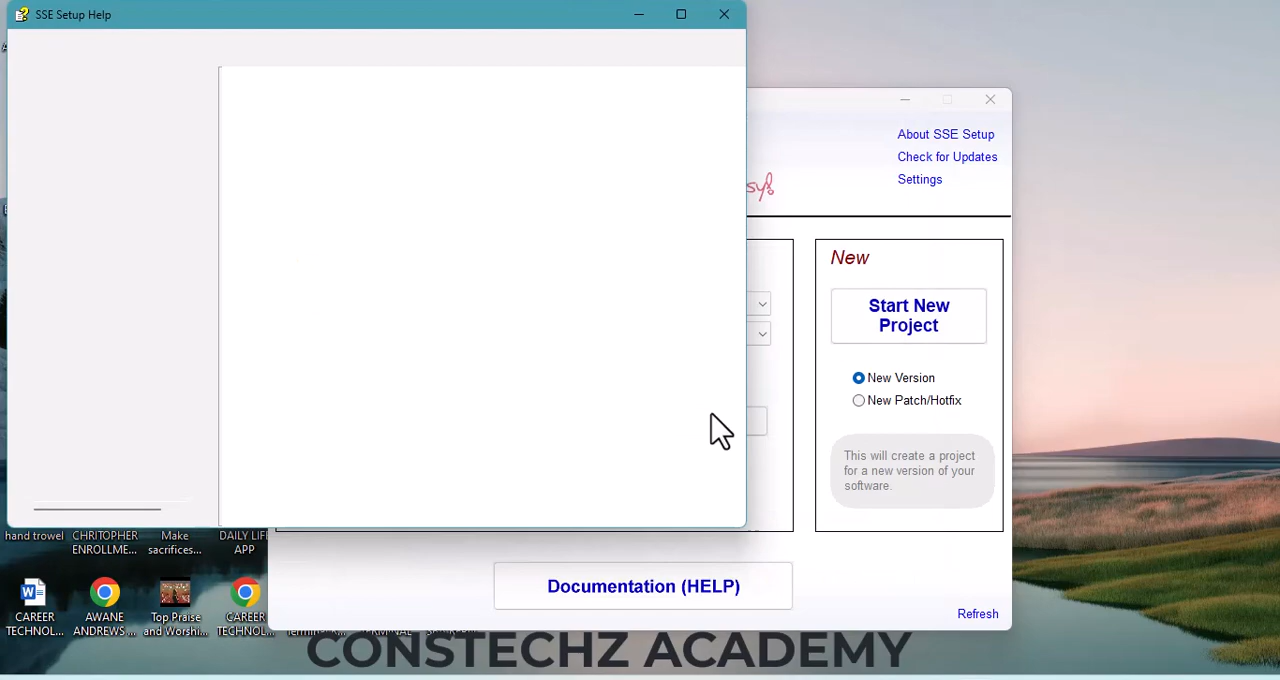 SSE Setup Help
About SSE Setup
Check for Updates
Settings
New
Start New
Project
New Version
New Patch/Hotfix
This will create a project
for a new version of your
software.
Documentation (HELP)
Refresh
hand trowel
CHRITOPHER
ENROLLME...
Make
sacrifices...
DAILY LIFE
APP
CAREER
TECHNOL...
AWANE
ANDREWS ...
Top Praise
and Worshi...
CAREER
TECHNOL...
CONSTECHZ ACADEMY